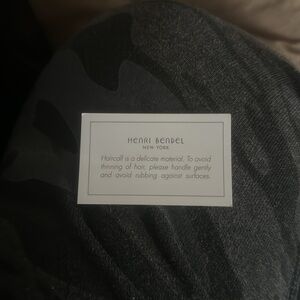 HENRI BENDEL
NEW YORK
Haircalf is a delicate material. To avoid
thinning of hair, please handle gently
and avoid rubbing against surfaces.